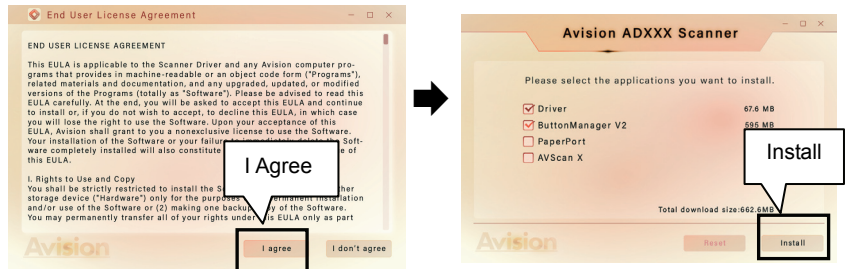 End User License Agreement
END USER LICENSE AGREEMENT
This EULA is applicable to the Scanner Driver and any Avision computer pro-
grams that provides in machine-readable or an object code form ("Programs"),
related materials and documentation, and any upgraded, updated, or modified
versions of the Programs (totally as "Software"). Please be advised to read this
EULA carefully. At the end, you will be asked to accept this EULA and continue
to install or, if you do not wish to accept, to decline this EULA, in which case
you will lose the right to use the Software. Upon your acceptance of this
EULA, Avision shall grant to you a nonexclusive license to use the Software.
Your installation of the Software or your failure to immediately delete the Soft-
ware completely installed will also constitute of
this EULA.
I. Rights to Use and Copy
You shall be strictly restricted to install the
storage device ("Hardware") only for the purposes installation
and/or use of the Software or (2) making one backup of the Software.
You may permanently transfer all of your rights under this EULA only as part
I Agree
Avision
I agree
I don't agree
Avision ADXXX Scanner
Please select the applications you want to install.
Driver 67.6 MB
ButtonManager V2 595 MB
PaperPort
AVScan X
Install
Total download size:662.6MB
Avision
Reset
Install